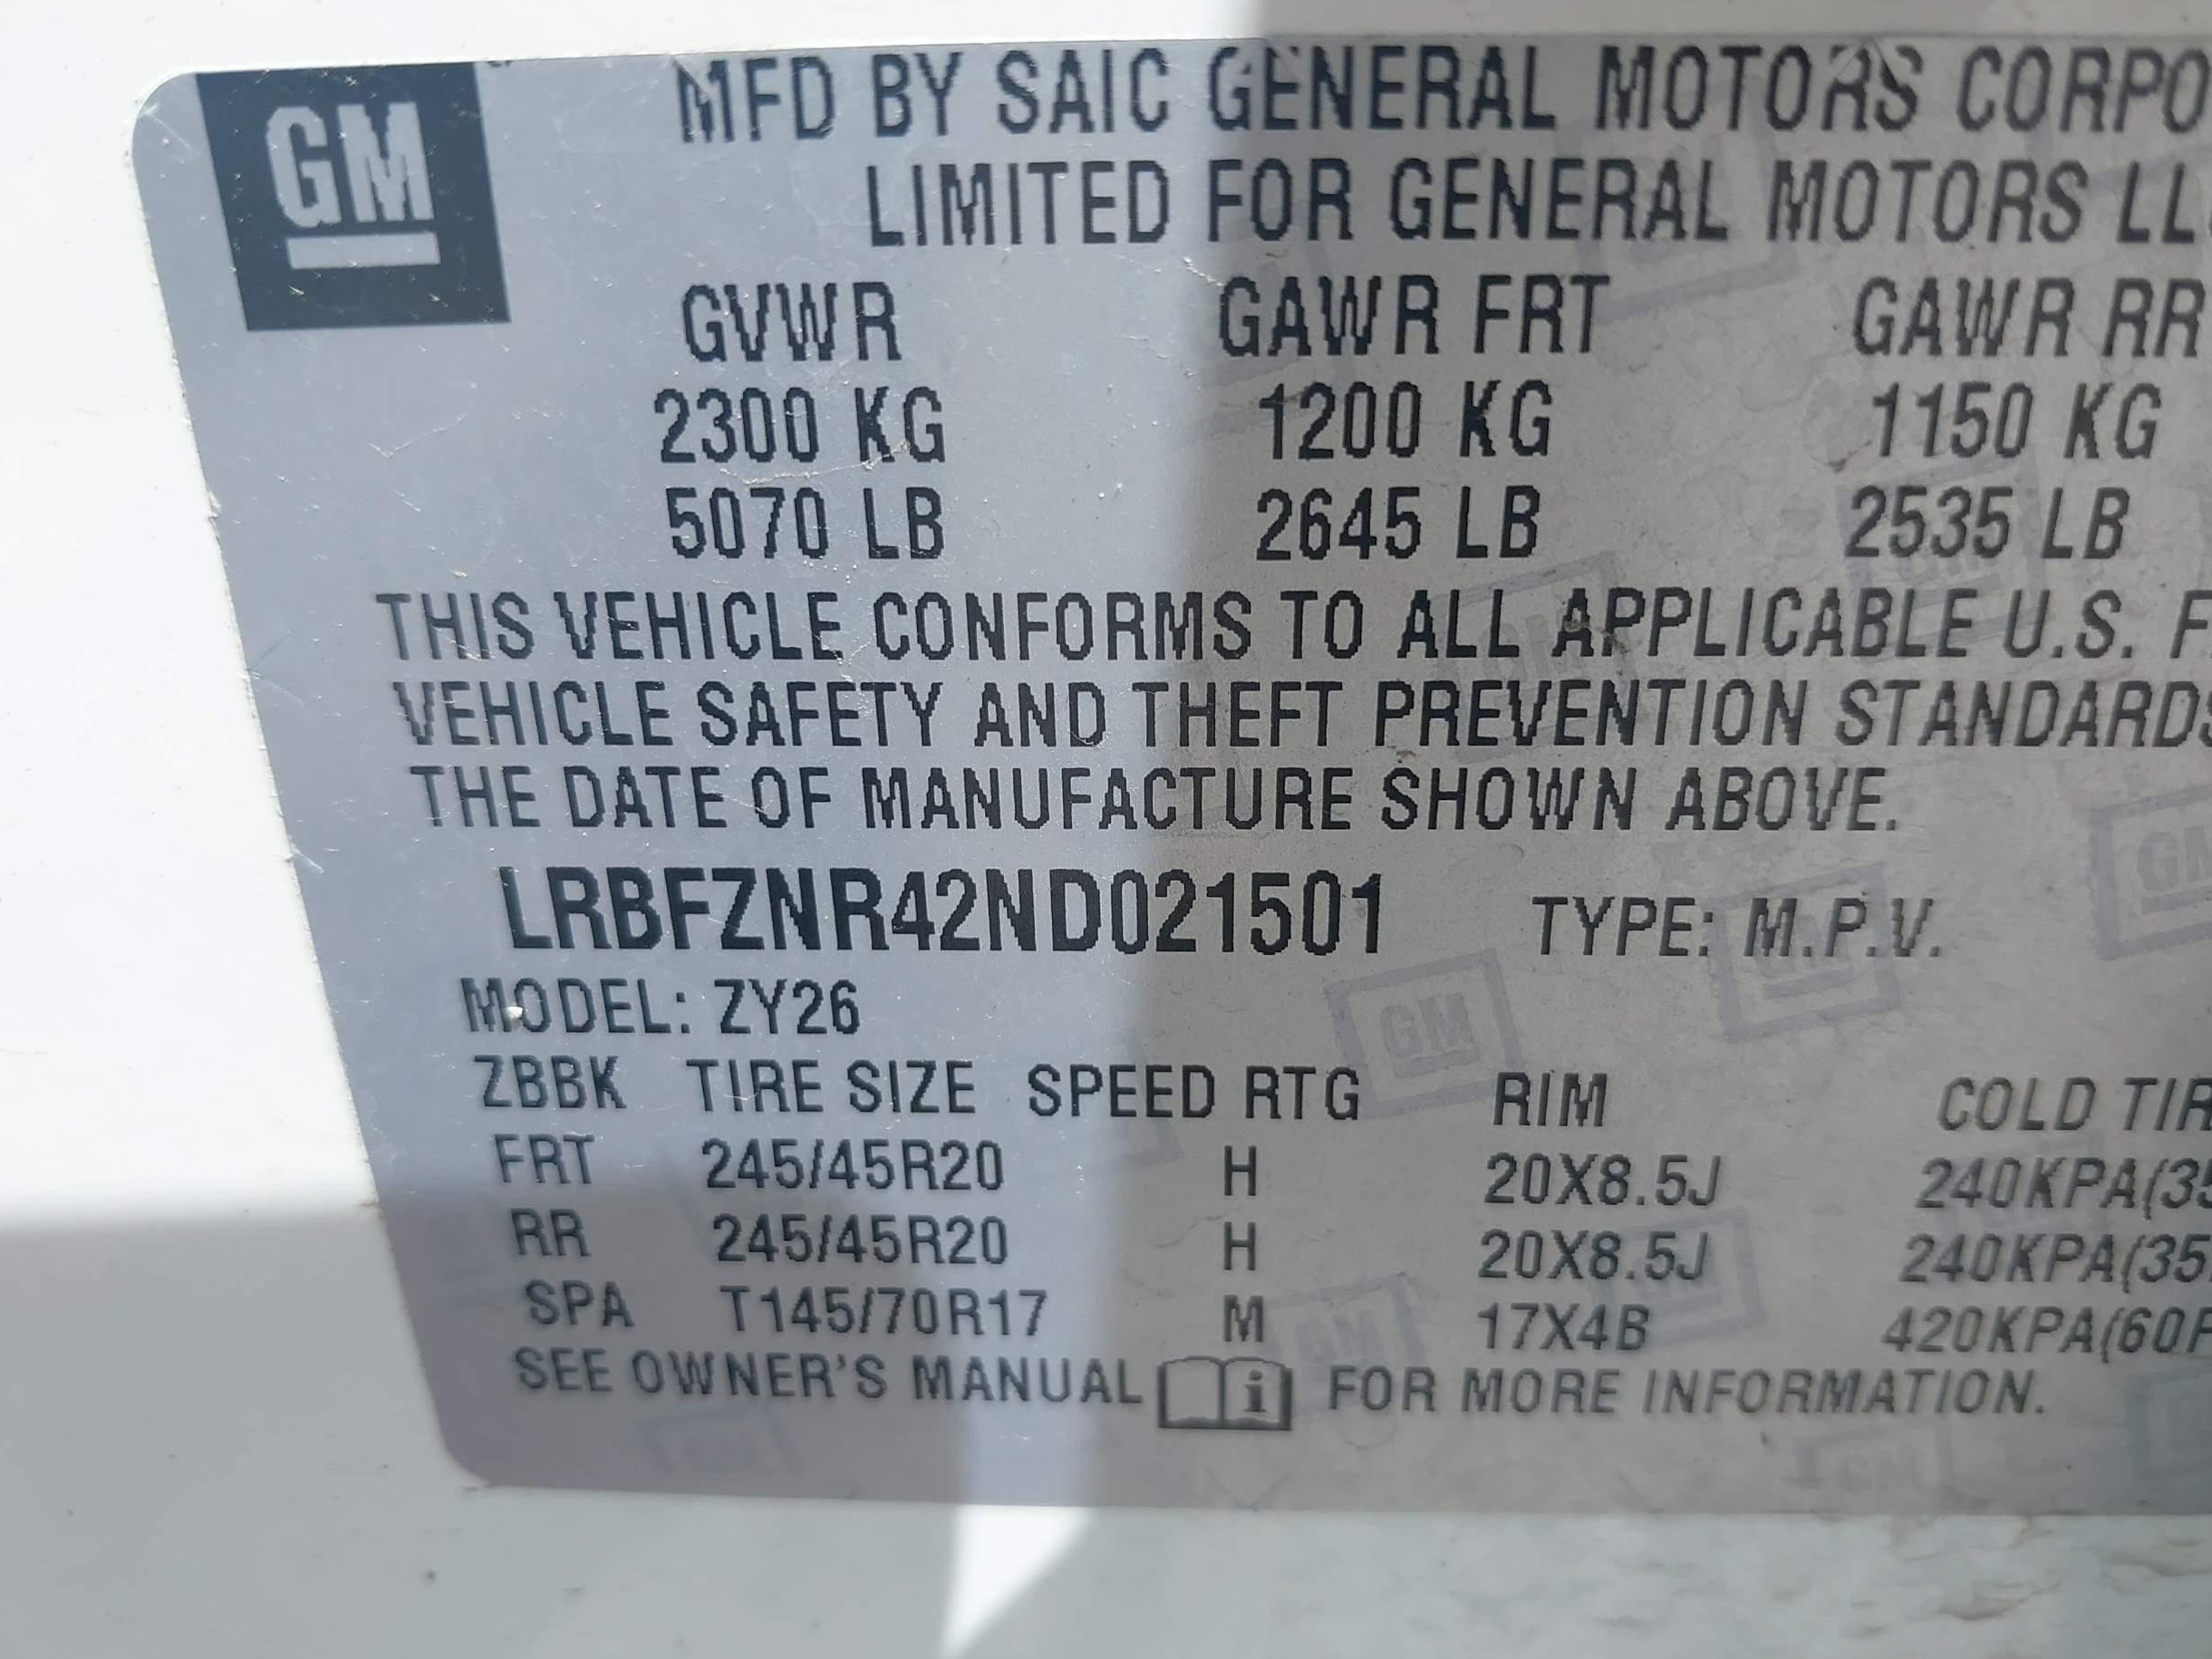 GM
MFD BY SAIC GENERAL MOTORS CORPO
LIMITED FOR GENERAL MOTORS LL
GVWR GAWR FRT GAWR RR
2300 KG 1200 KG 1150 KG
5070 LB 2645 LB 2535 LB
THIS VEHICLE CONFORMS TO ALL APPLICABLE U.S. F
VEHICLE SAFETY AND THEFT PREVENTION STANDARDS
THE DATE OF MANUFACTURE SHOWN ABOVE.
LRBFZNR42ND021501 TYPE: M.P.V.
MODEL: ZY26
ZBBK TIRE SIZE SPEED RTG RIM COLD TIR
FRT 245/45R20 H 20X8.5J 240KPA(35
RR 245/45R20 H 20X8.5J 240KPA(35
SPA T145/70R17 M 17X4B 420KPA(60P
SEE OWNER'S MANUAL i FOR MORE INFORMATION.